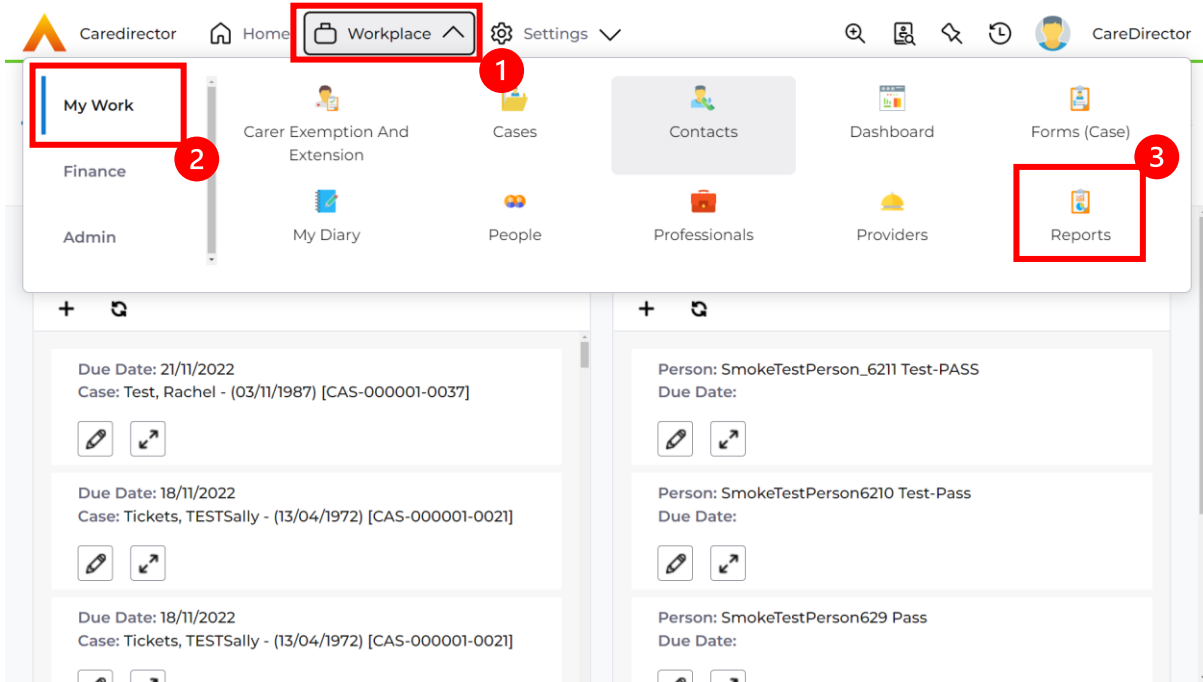 Caredirector Home Workplace Settings CareDirector
1
My Work
2
Finance
Admin
Carer Exemption And
Extension
Cases
Contacts
Dashboard
Forms (Case)
3
My Diary
People
Professionals
Providers
Reports
Due Date: 21/11/2022
Case: Test, Rachel - (03/11/1987) [CAS-000001-0037]
Due Date: 18/11/2022
Case: Tickets, TESTSally - (13/04/1972) [CAS-000001-0021]
Due Date: 18/11/2022
Case: Tickets, TESTSally - (13/04/1972) [CAS-000001-0021]
Person: SmokeTestPerson_6211 Test-PASS
Due Date:
Person: SmokeTestPerson6210 Test-Pass
Due Date:
Person: SmokeTestPerson629 Pass
Due Date: